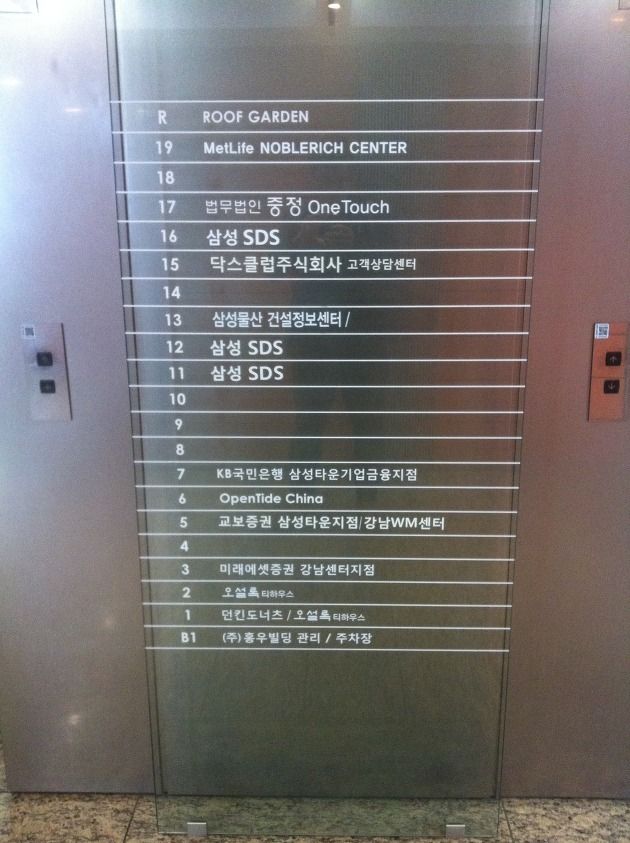 R ROOF GARDEN
19 MetLife NOBLERICH CENTER
18
17 법무법인 중정 OneTouch
16 삼성 SDS
15 닥스클럽주식회사 고객상담센터
14
13 삼성물산 건설정보센터 /
12 삼성 SDS
11 삼성 SDS
10
9
8
7 KB국민은행 삼성타운기업금융지점
6 OpenTide China
5 교보증권 삼성타운지점/강남WM센터
4
3 미래에셋증권 강남센터지점
2 오설록 티하우스
1 던킨도너츠 / 오설록 티하우스
B1 (주)홍우빌딩 관리 / 주차장